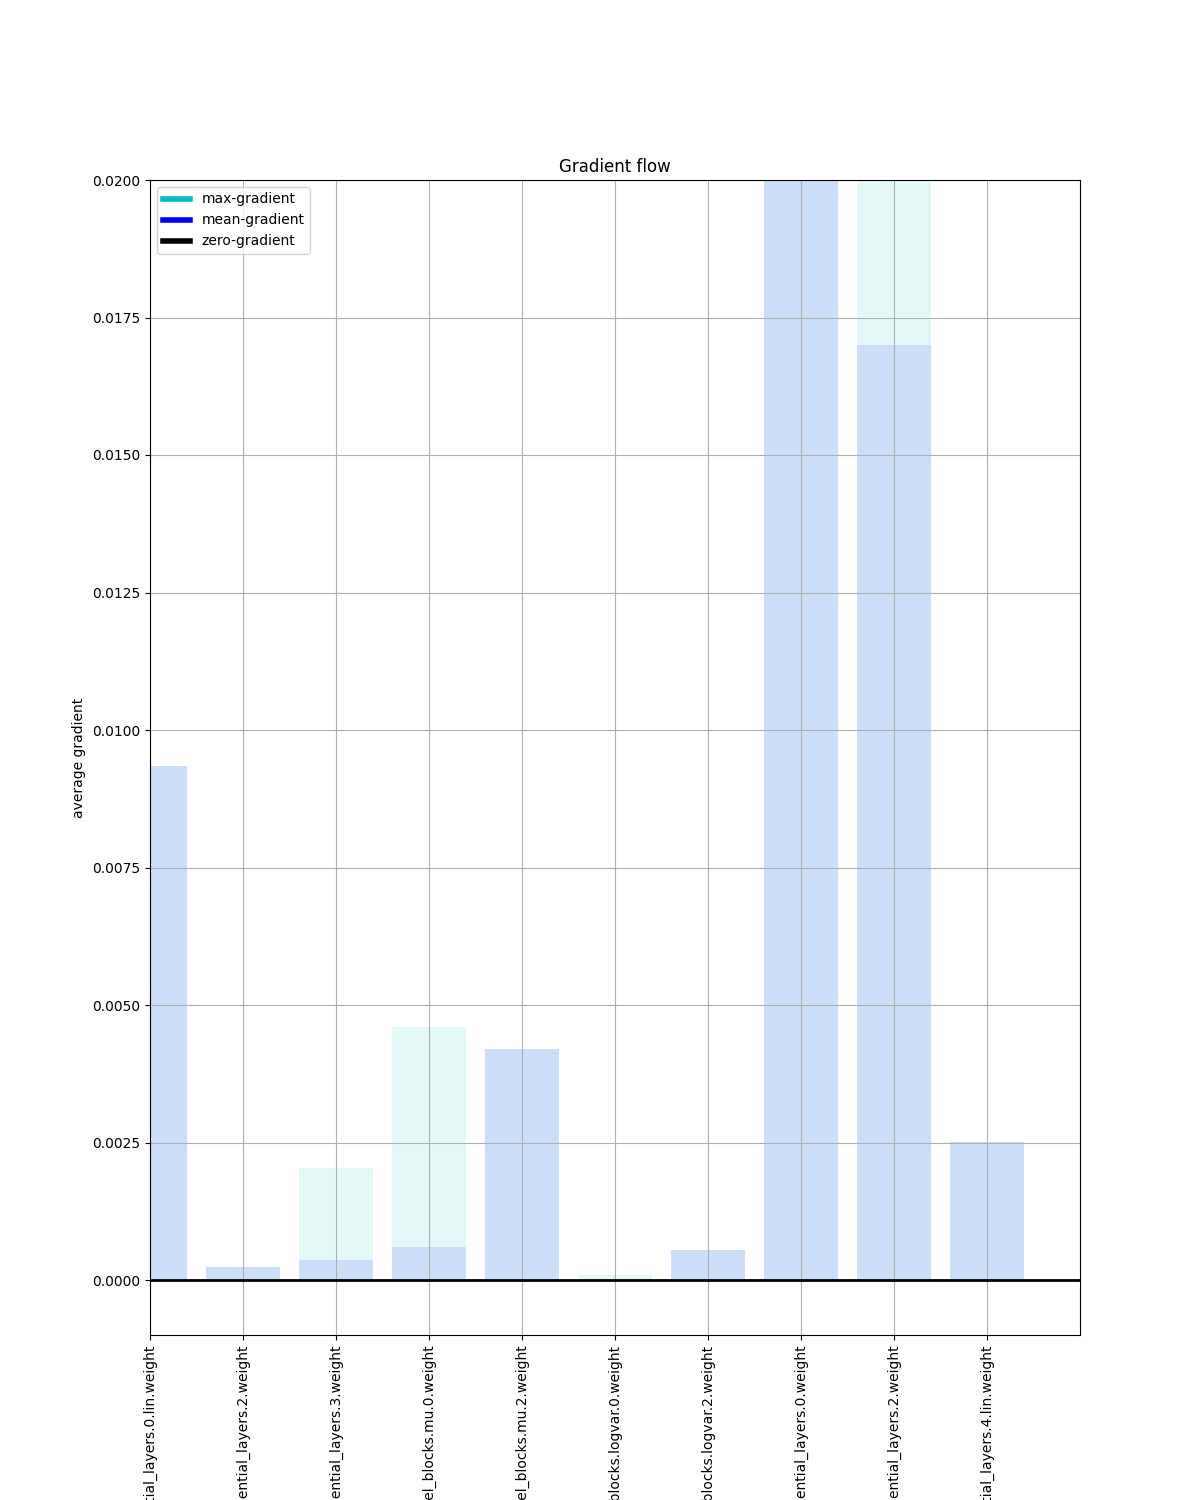 Gradient flow
max-gradient
mean-gradient
zero-gradient
0.0200
0.0175
0.0150
0.0125
0.0100
0.0075
0.0050
0.0025
0.0000
average gradient
tial_layers.0.lin.weight
ential_layers.2.weight
ential_layers.3.weight
el_blocks.mu.0.weight
el_blocks.mu.2.weight
blocks.logvar.0.weight
blocks.logvar.2.weight
ential_layers.0.weight
ential_layers.2.weight
tial_layers.4.lin.weight